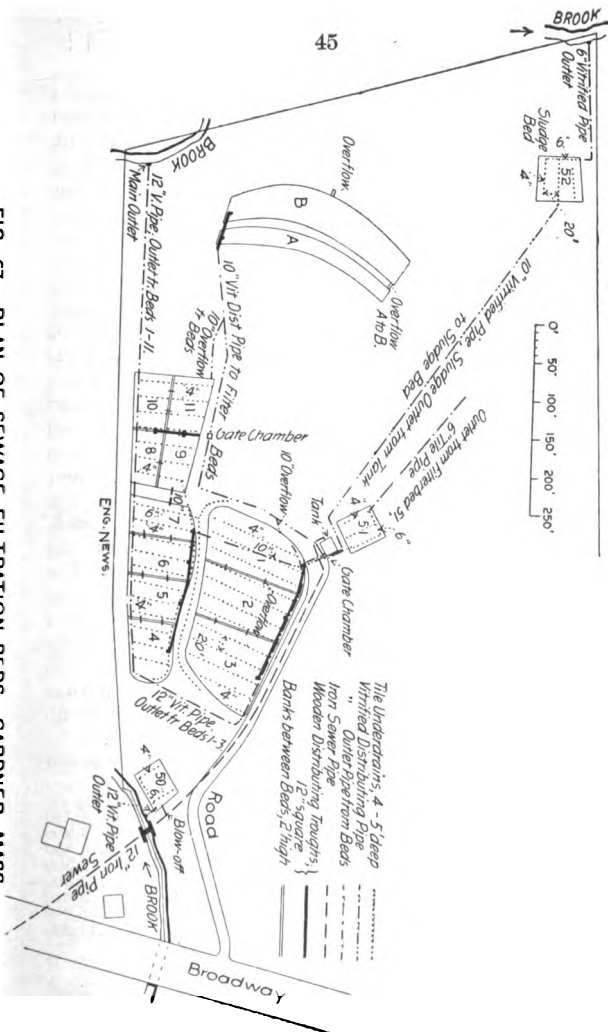 45
BROOK
6" Vitrified Pipe
Outlet
Sludge
Bed
6"
52
4"
20'
10" Vitrified Pipe, Sludge Outlet from Tank
to Sludge Bed
0' 50' 100' 150' 200' 250'
Outlet from Filterbed 51,
6" Tile Pipe
4"
51
6"
Tank
Gate Chamber
BROOK
Main Outlet
12" V. Pipe, Outlet fr. Beds 1-11.
Overflow
B
A
Overflow
A to B.
10" Vit Dist Pipe to Filter
Beds
10" Overflow
to Beds
Gate Chamber
10" Overflow
4"
11
10
9
8
4"
10"
7
6"
4"
6
5
4"
4
4"
10"
1
2
Overflow
3
20'
4"
12" Vit Pipe
Outlet fr Beds 1-3.
Tile Underdrains, 4 - 5' deep
Vitrified Distributing Pipe
" Outlet Pipe from Beds
Iron Sewer Pipe
Wooden Distributing Troughs,
12" square
Banks between Beds, 2' high
4"
50
6"
Blow-off
12" Vit. Pipe
Outlet
12" Iron Pipe
Sewer
BROOK
Road
Broadway
ENG. NEWS.
FIG. 67. PLAN OF SEWAGE FILTRATION BEDS, GARDNER, MASS.